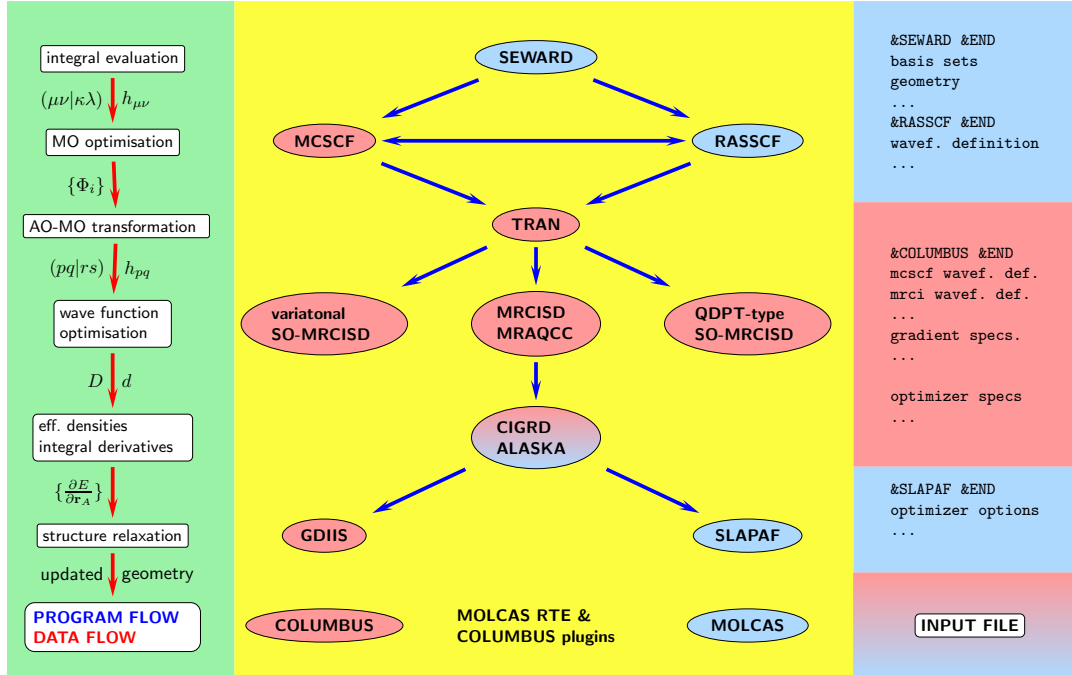 integral evaluation
(μν|κλ) h_{μν}
MO optimisation
{Φ_i}
AO-MO transformation
(pq|rs) h_{pq}
wave function
optimisation
D d
eff. densities
integral derivatives
{∂E/∂r_A}
structure relaxation
updated geometry
PROGRAM FLOW
DATA FLOW
SEWARD
MCSCF
RASSCF
TRAN
variatonal
SO-MRCISD
MRCISD
MRAQCC
QDPT-type
SO-MRCISD
CIGRD
ALASKA
GDIIS
SLAPAF
COLUMBUS
MOLCAS RTE &
COLUMBUS plugins
MOLCAS
&SEWARD &END
basis sets
geometry
...
&RASSCF &END
wavef. definition
...
&COLUMBUS &END
mcscf wavef. def.
mrci wavef. def.
...
gradient specs.
...
optimizer specs
...
&SLAPAF &END
optimizer options
...
INPUT FILE